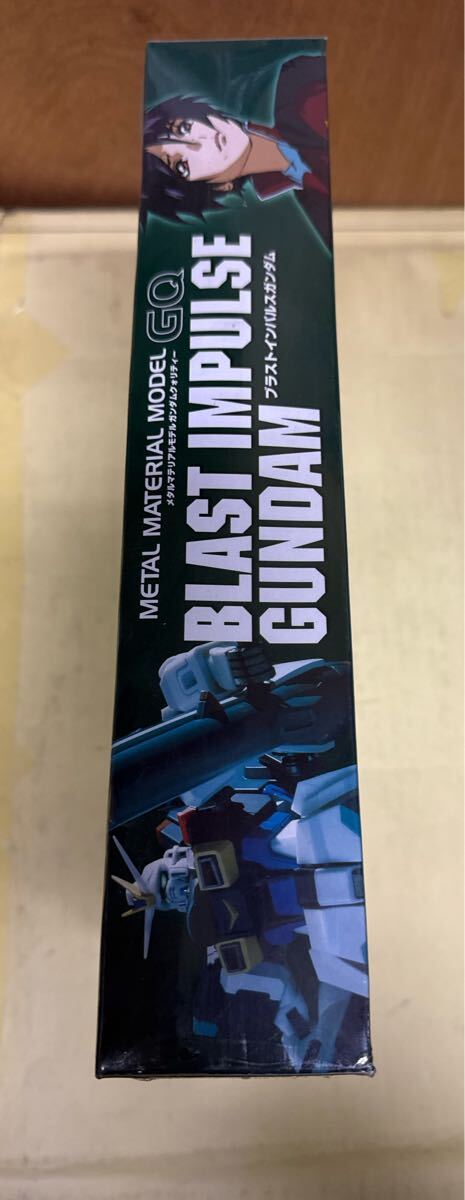 METAL MATERIAL MODEL GQ
メタルマテリアルモデルガンダムクォリティー
BLAST IMPULSE
GUNDAM
ブラストインパルスガンダム